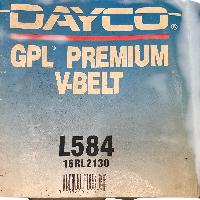 DAYCO®
GPL® PREMIUM
V-BELT
L584
16RL2130